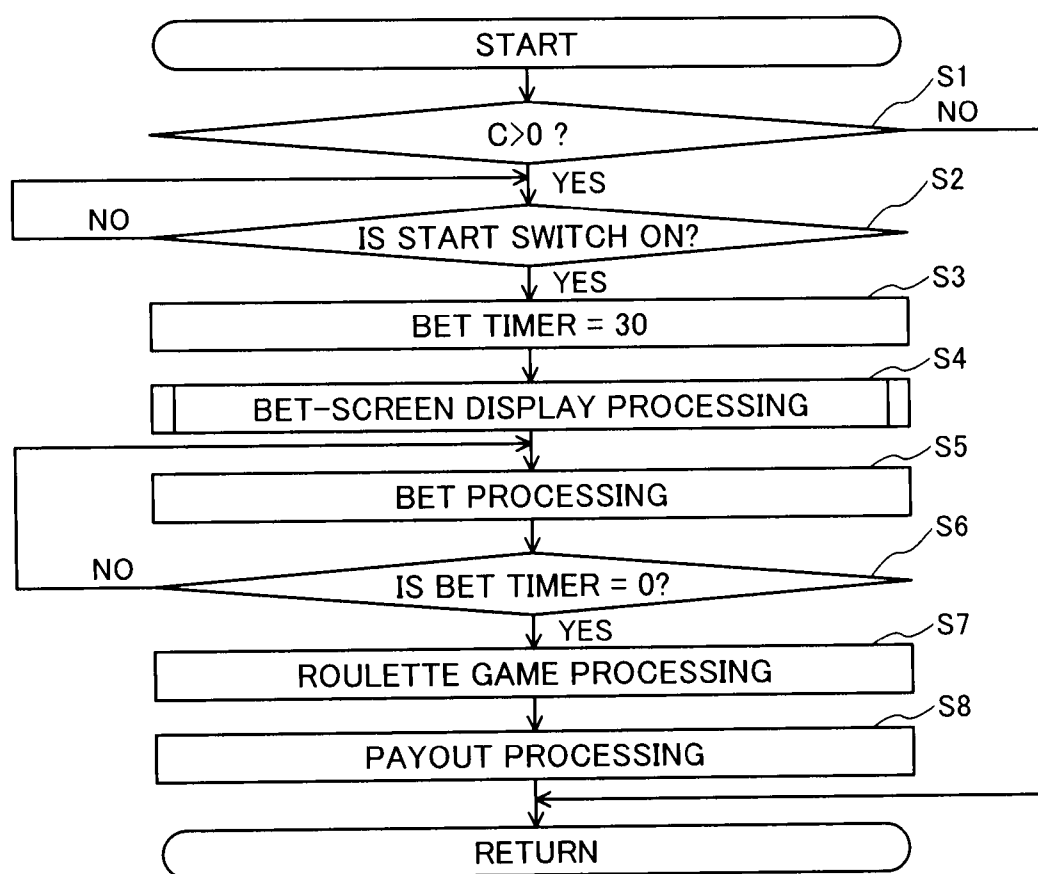 START
S1
NO
C>0 ?
YES
S2
NO
IS START SWITCH ON?
YES
S3
BET TIMER = 30
S4
BET-SCREEN DISPLAY PROCESSING
S5
BET PROCESSING
S6
NO
IS BET TIMER = 0?
YES
S7
ROULETTE GAME PROCESSING
S8
PAYOUT PROCESSING
RETURN